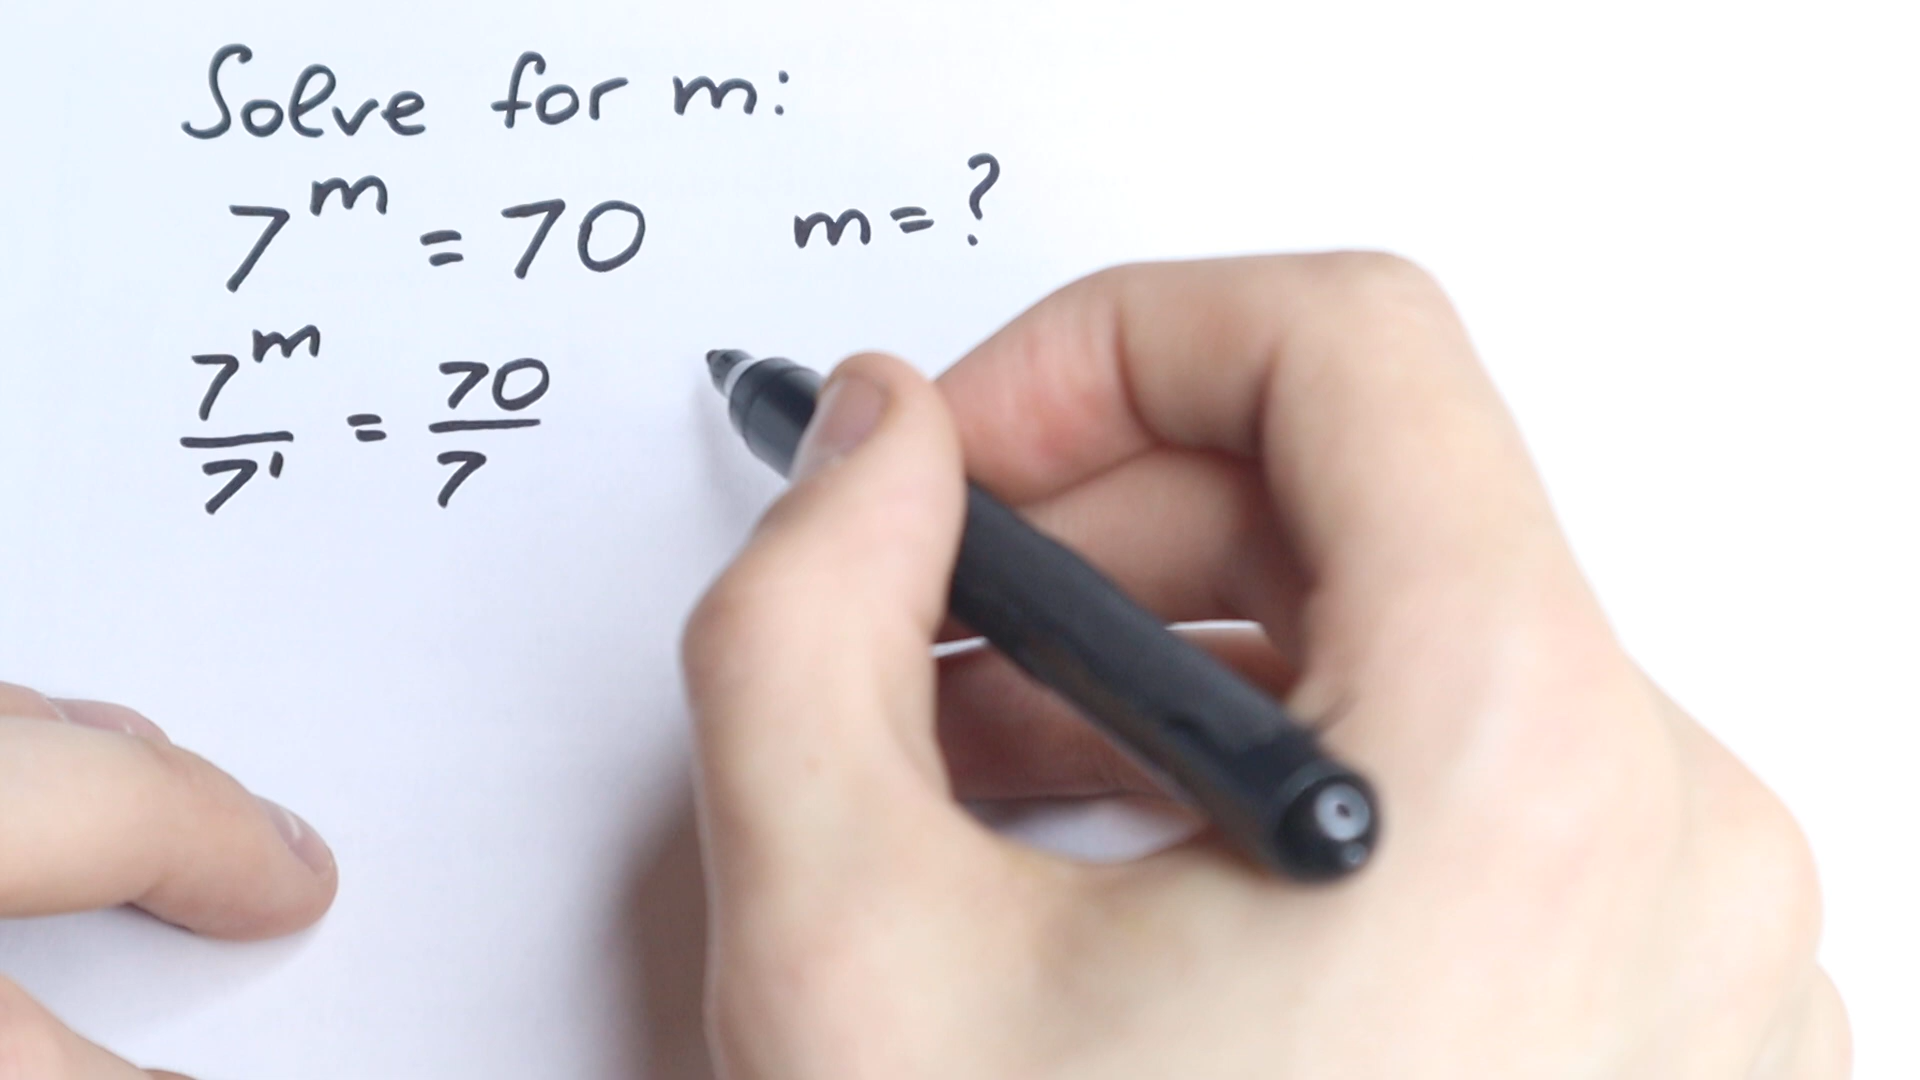 Solve for m:
7^m = 70 m = ?
7^m/7^1 = 70/7